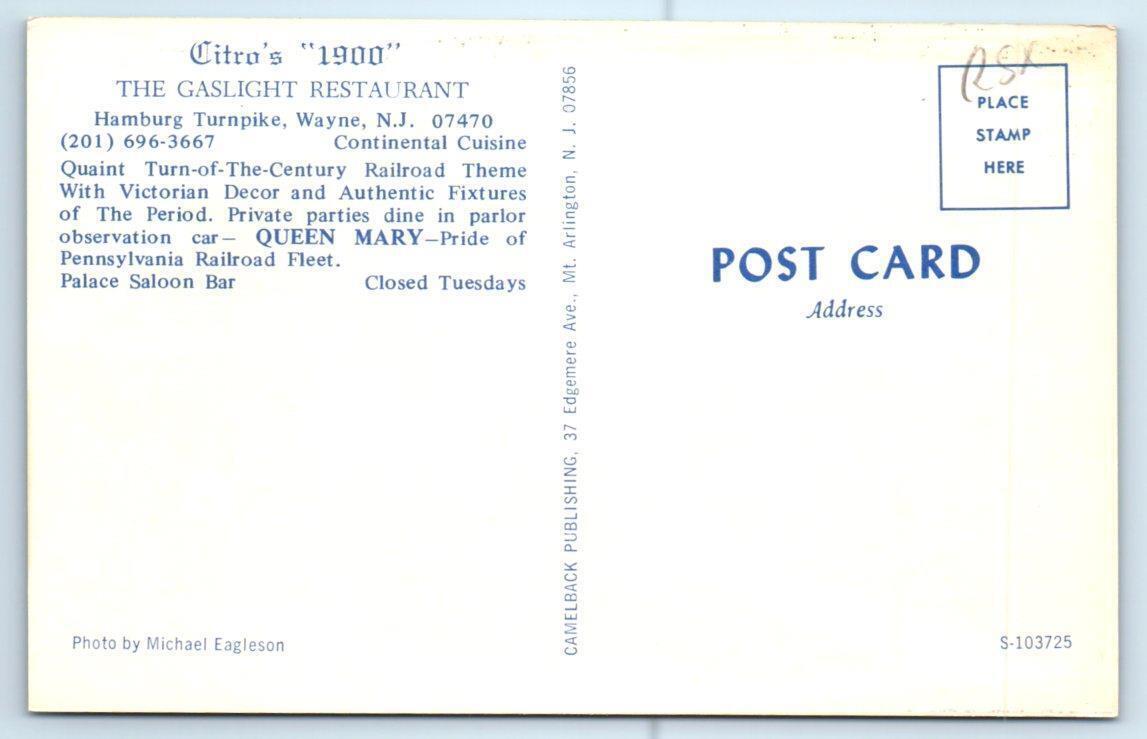 Citro's "1900"
THE GASLIGHT RESTAURANT
Hamburg Turnpike, Wayne, N.J. 07470
(201) 696-3667 Continental Cuisine
Quaint Turn-of-The-Century Railroad Theme
With Victorian Decor and Authentic Fixtures
of The Period. Private parties dine in parlor
observation car— QUEEN MARY—Pride of
Pennsylvania Railroad Fleet.
Palace Saloon Bar Closed Tuesdays
Photo by Michael Eagleson
CAMELBACK PUBLISHING, 37 Edgemere Ave., Mt. Arlington, N. J. 07856
PLACE
STAMP
HERE
POST CARD
Address
S-103725